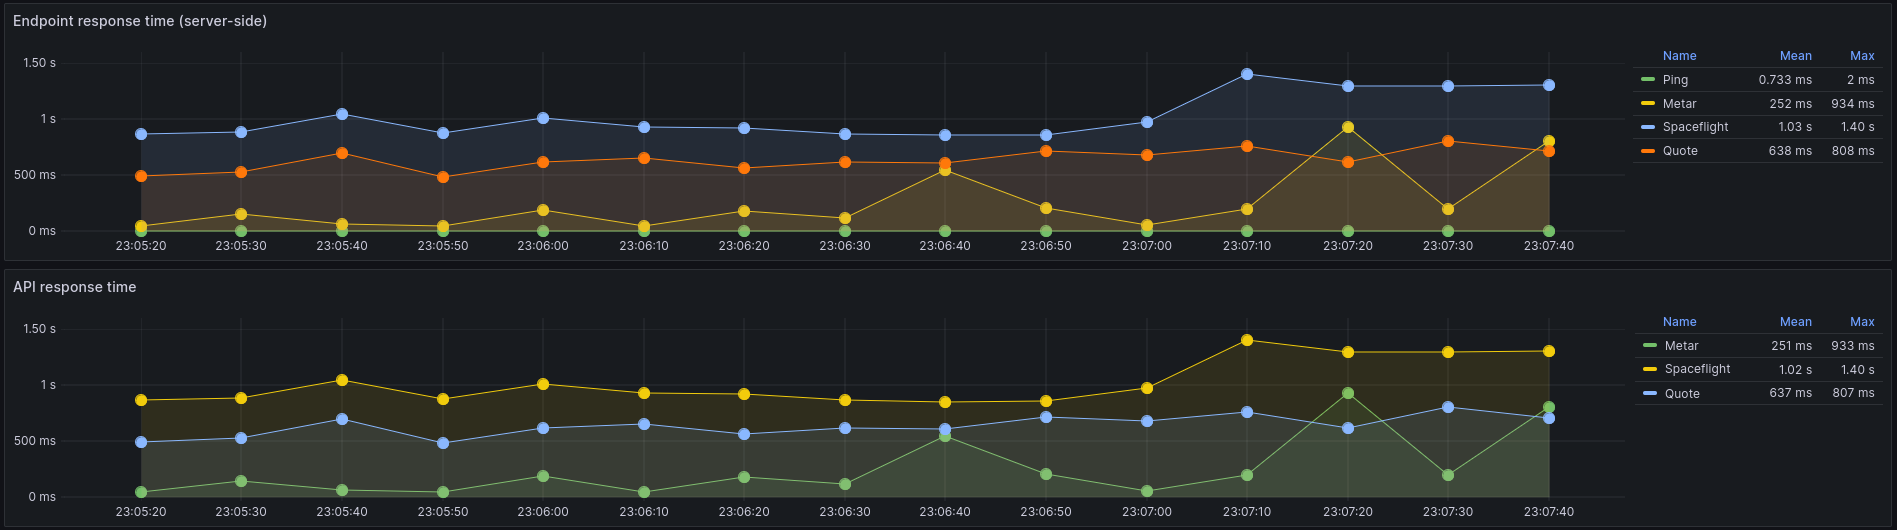 Endpoint response time (server-side)
1.50 s
1 s
500 ms
0 ms
23:05:20 23:05:30 23:05:40 23:05:50 23:06:00 23:06:10 23:06:20 23:06:30 23:06:40 23:06:50 23:07:00 23:07:10 23:07:20 23:07:30 23:07:40
Name Mean Max
Ping 0.733 ms 2 ms
Metar 252 ms 934 ms
Spaceflight 1.03 s 1.40 s
Quote 638 ms 808 ms
API response time
1.50 s
1 s
500 ms
0 ms
23:05:20 23:05:30 23:05:40 23:05:50 23:06:00 23:06:10 23:06:20 23:06:30 23:06:40 23:06:50 23:07:00 23:07:10 23:07:20 23:07:30 23:07:40
Name Mean Max
Metar 251 ms 933 ms
Spaceflight 1.02 s 1.40 s
Quote 637 ms 807 ms